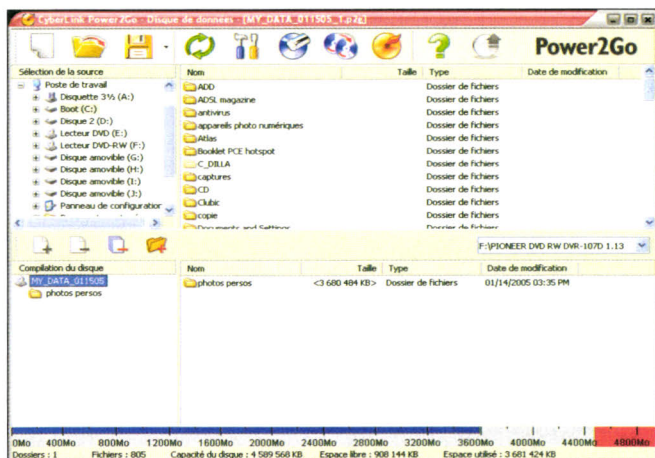 CyberLink Power2Go - Disque de données - [MY_DATA_011505_1.p2g]
Power2Go
Sélection de la source
Poste de travail
Disquette 3½ (A:)
Boot (C:)
Disque 2 (D:)
Lecteur DVD (E:)
Lecteur DVD-RW (F:)
Disque amovible (G:)
Disque amovible (H:)
Disque amovible (I:)
Disque amovible (J:)
Panneau de configuration
Nom Taille Type Date de modification
ADD Dossier de fichiers
ADSL magazine Dossier de fichiers
antivirus Dossier de fichiers
appareils photo numériques Dossier de fichiers
Atlas Dossier de fichiers
Booklet PCE hotspot Dossier de fichiers
C_DILLA Dossier de fichiers
captures Dossier de fichiers
CD Dossier de fichiers
Clubic Dossier de fichiers
copie Dossier de fichiers
Documents and Settings Dossier de fichiers
F:\PIONEER DVD RW DVR-107D 1.13
Compilation du disque
MY_DATA_011505
photos persos
Nom Taille Type Date de modification
photos persos <3 680 484 KB> Dossier de fichiers 01/14/2005 03:35 PM
0Mo 400Mo 800Mo 1200Mo 1600Mo 2000Mo 2400Mo 2800Mo 3200Mo 3600Mo 4000Mo 4400Mo 4800Mo
Dossiers : 1 Fichiers : 805 Capacité du disque : 4 589 568 KB Espace libre : 908 144 KB Espace utilisé : 3 681 424 KB